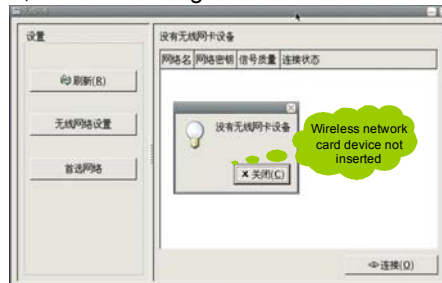 设置
没有无线网卡设备
网络名 网络密钥 信号质量 连接状态
刷新(R)
无线网络设置
首选网络
没有无线网卡设备
关闭(C)
Wireless network
card device not
inserted
连接(O)